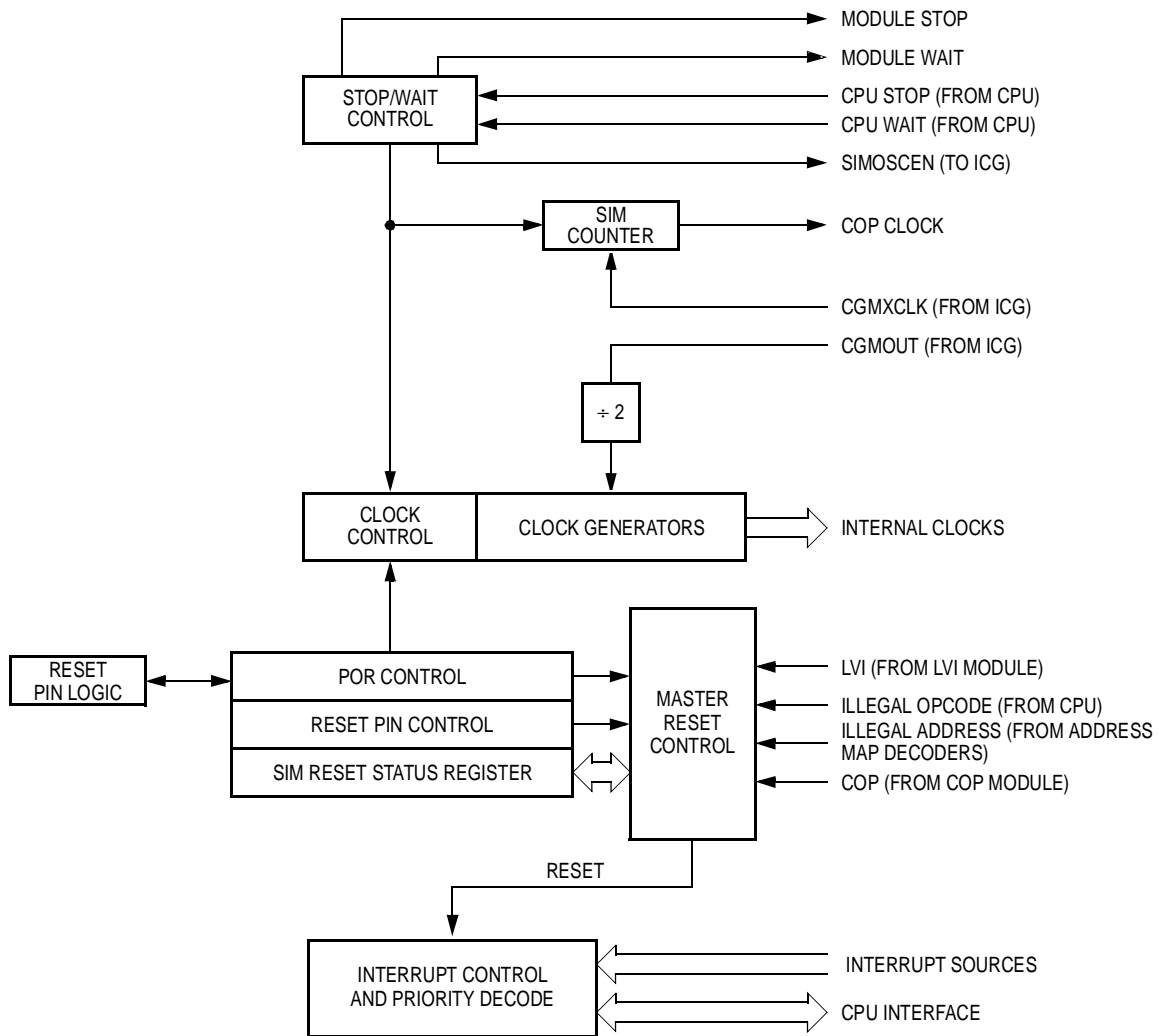 MODULE STOP
MODULE WAIT
STOP/WAIT
CONTROL
CPU STOP (FROM CPU)
CPU WAIT (FROM CPU)
SIMOSCEN (TO ICG)
SIM
COUNTER
COP CLOCK
CGMXCLK (FROM ICG)
CGMOUT (FROM ICG)
÷ 2
CLOCK
CONTROL
CLOCK GENERATORS
INTERNAL CLOCKS
RESET
PIN LOGIC
POR CONTROL
RESET PIN CONTROL
SIM RESET STATUS REGISTER
MASTER
RESET
CONTROL
LVI (FROM LVI MODULE)
ILLEGAL OPCODE (FROM CPU)
ILLEGAL ADDRESS (FROM ADDRESS
MAP DECODERS)
COP (FROM COP MODULE)
RESET
INTERRUPT CONTROL
AND PRIORITY DECODE
INTERRUPT SOURCES
CPU INTERFACE